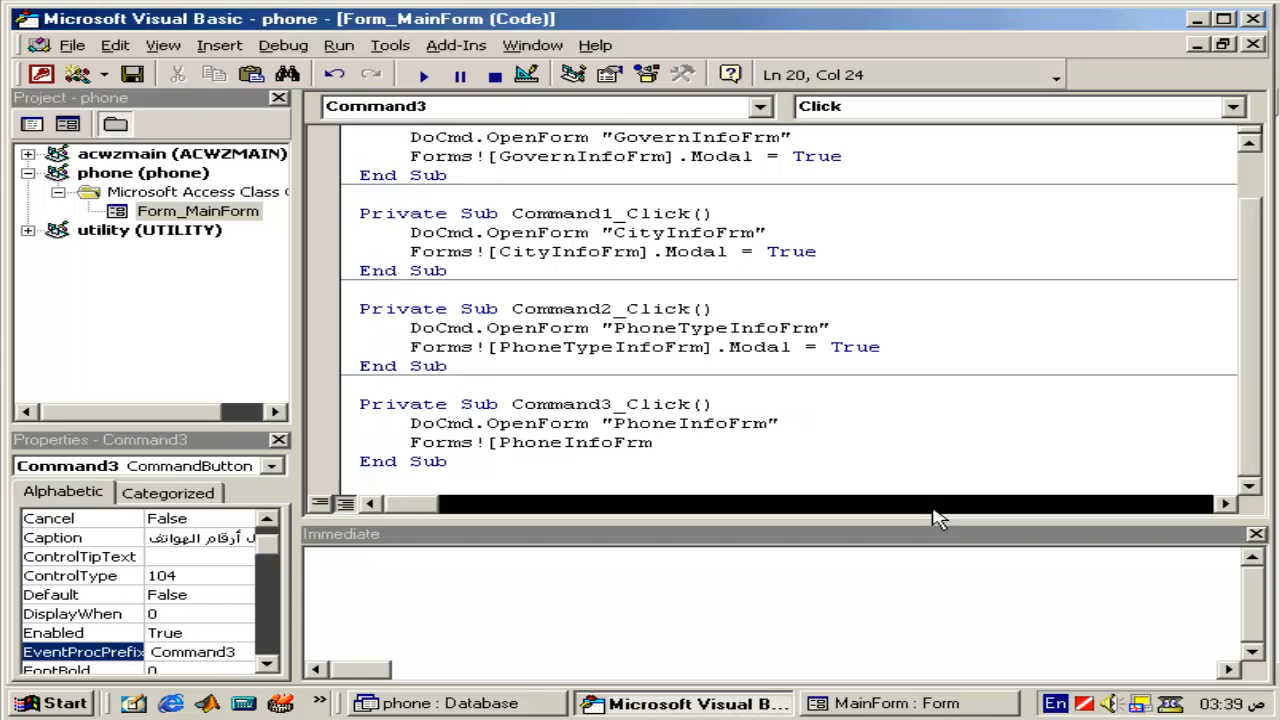 Microsoft Visual Basic - phone - [Form_MainForm (Code)]
File Edit View Insert Debug Run Tools Add-Ins Window Help
Ln 20, Col 24
Project - phone
acwzmain (ACWZMAIN)
phone (phone)
Microsoft Access Class
Form_MainForm
utility (UTILITY)
Properties - Command3
Command3 CommandButton
Alphabetic Categorized
Cancel False
Caption أرقام الهواتف
ControlTipText
ControlType 104
Default False
DisplayWhen 0
Enabled True
EventProcPrefix Command3
FontBold 0
Command3 Click
DoCmd.OpenForm "GovernInfoFrm"
Forms![GovernInfoFrm].Modal = True
End Sub
Private Sub Command1_Click()
DoCmd.OpenForm "CityInfoFrm"
Forms![CityInfoFrm].Modal = True
End Sub
Private Sub Command2_Click()
DoCmd.OpenForm "PhoneTypeInfoFrm"
Forms![PhoneTypeInfoFrm].Modal = True
End Sub
Private Sub Command3_Click()
DoCmd.OpenForm "PhoneInfoFrm"
Forms![PhoneInfoFrm
End Sub
Immediate
Start » phone : Database Microsoft Visual B... MainForm : Form En 03:39 ص